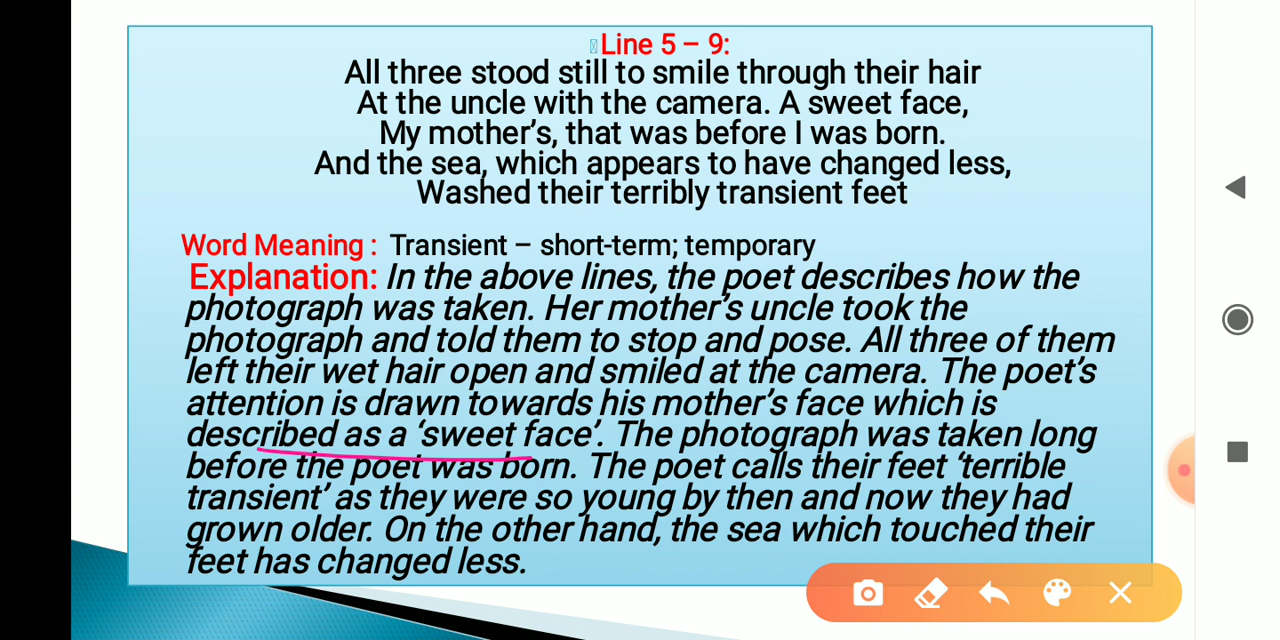 Line 5 – 9:
All three stood still to smile through their hair
At the uncle with the camera. A sweet face,
My mother’s, that was before I was born.
And the sea, which appears to have changed less,
Washed their terribly transient feet
Word Meaning : Transient – short-term; temporary
Explanation: In the above lines, the poet describes how the
photograph was taken. Her mother’s uncle took the
photograph and told them to stop and pose. All three of them
left their wet hair open and smiled at the camera. The poet’s
attention is drawn towards his mother’s face which is
described as a ‘sweet face’. The photograph was taken long
before the poet was born. The poet calls their feet ‘terrible
transient’ as they were so young by then and now they had
grown older. On the other hand, the sea which touched their
feet has changed less.